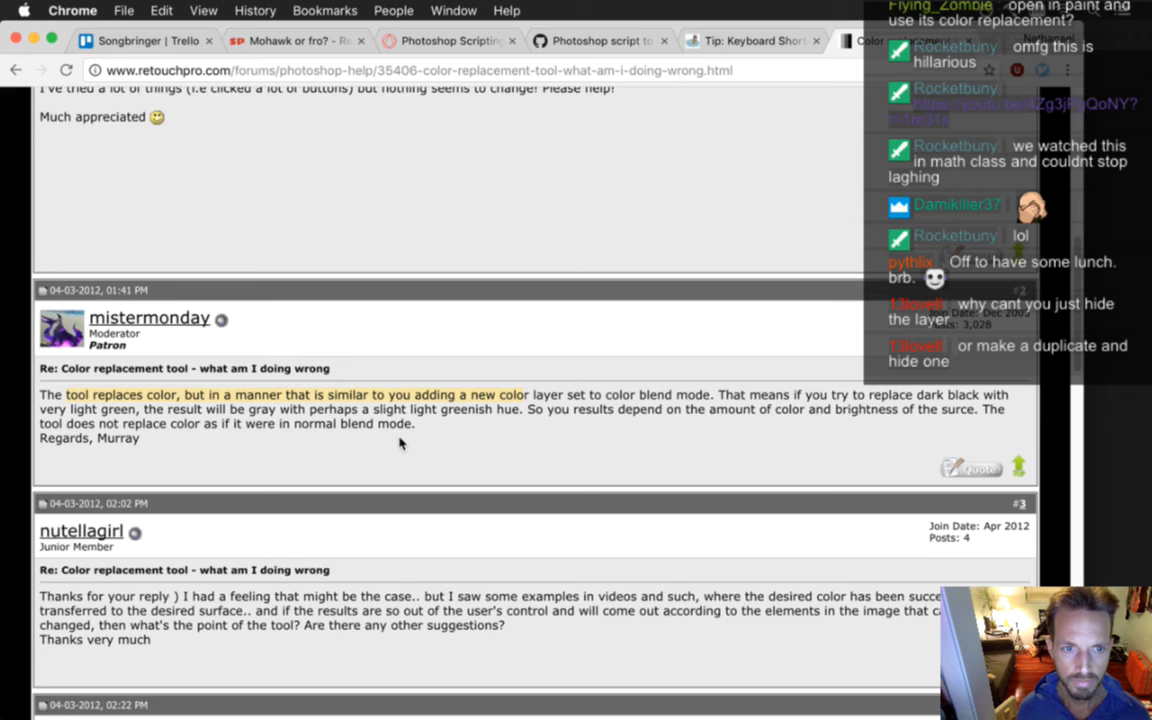 Chrome File Edit View History Bookmarks People Window Help
Songbringer | Trello
Mohawk or fro? - Re
Photoshop Scripting
Photoshop script to
Tip: Keyboard Short
www.retouchpro.com/forums/photoshop-help/35406-color-replacement-tool-what-am-i-doing-wrong.html
I've tried a lot of things (i.e clicked a lot of buttons) but nothing seems to change! Please help!
Much appreciated
04-03-2012, 01:41 PM
#2
mistermonday
Moderator
Patron
Join Date: Dec 2005
3,028
Re: Color replacement tool - what am I doing wrong
The tool replaces color, but in a manner that is similar to you adding a new color layer set to color blend mode. That means if you try to replace dark black with
very light green, the result will be gray with perhaps a slight light greenish hue. So you results depend on the amount of color and brightness of the surce. The
tool does not replace color as if it were in normal blend mode.
Regards, Murray
Quote
04-03-2012, 02:02 PM
#3
nutellagirl
Junior Member
Join Date: Apr 2012
Posts: 4
Re: Color replacement tool - what am I doing wrong
Thanks for your reply ) I had a feeling that might be the case.. but I saw some examples in videos and such, where the desired color has been succe
transferred to the desired surface.. and if the results are so out of the user's control and will come out according to the elements in the image that
changed, then what's the point of the tool? Are there any other suggestions?
Thanks very much
04-03-2012, 02:22 PM
Flying_Zombie open in paint and
use its color replacement?
Rocketbuny omfg this is
hillarious
Rocketbuny
Rocketbuny we watched this
in math class and couldnt stop
laghing
Damikiller37
Rocketbuny lol
pythlix Off to have some lunch.
brb.
13lovell why cant you just hide
the layer
13lovell or make a duplicate and
hide one